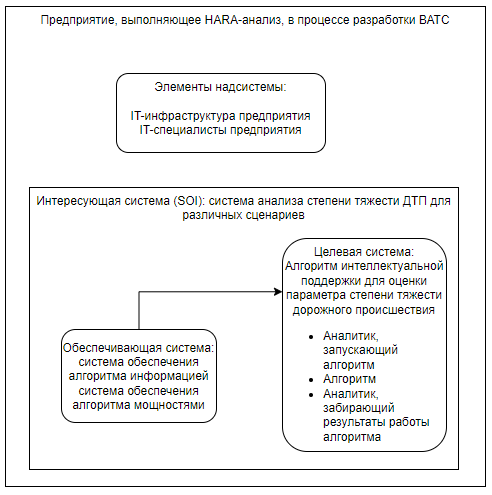 Предприятие, выполняющее HARA-анализ, в процессе разработки ВАТС
Элементы надсистемы:
IT-инфраструктура предприятия
IT-специалисты предприятия
Интересующая система (SOI): система анализа степени тяжести ДТП для
различных сценариев
Целевая система:
Алгоритм интеллектуальной
поддержки для оценки
параметра степени тяжести
дорожного происшествия
• Аналитик,
запускающий
алгоритм
• Алгоритм
• Аналитик,
забирающий
результаты работы
алгоритма
Обеспечивающая система:
система обеспечения
алгоритма информацией
система обеспечения
алгоритма мощностями